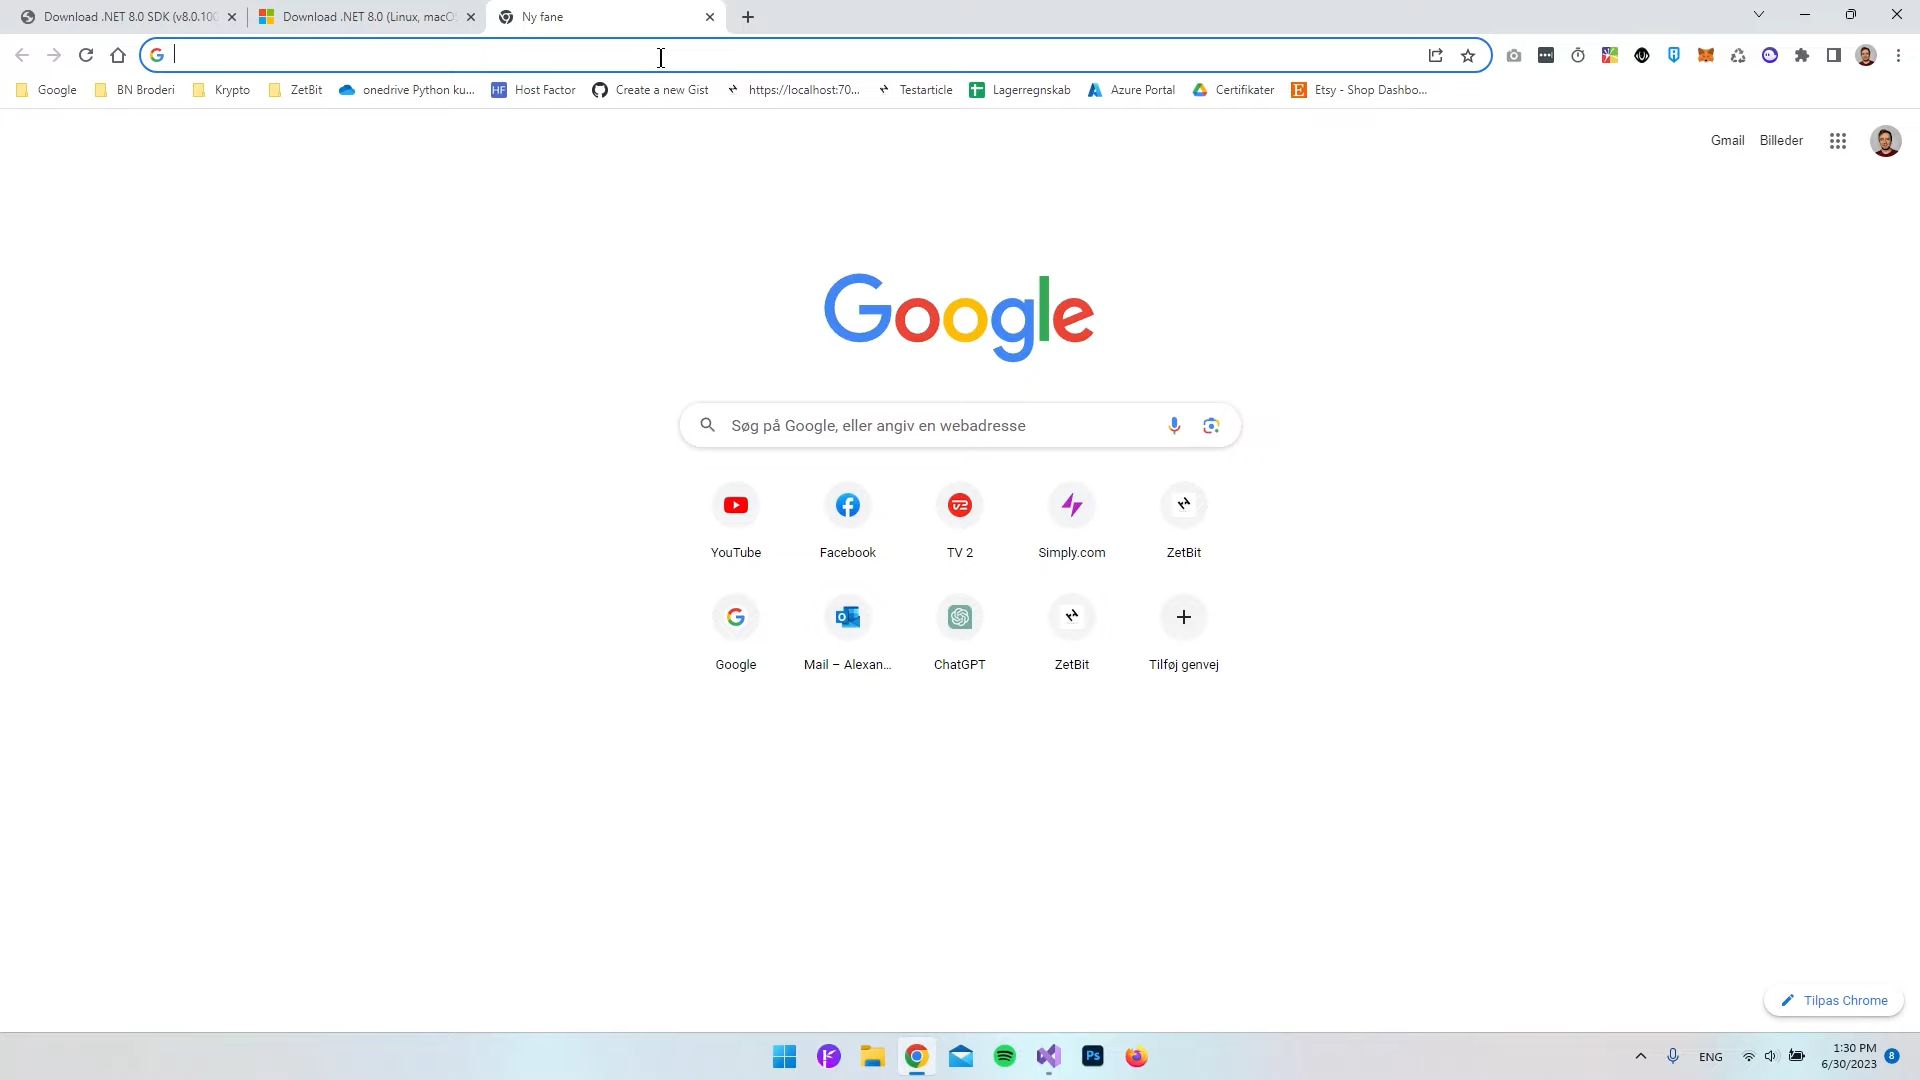 Download .NET 8.0 SDK (v8.0.10
Download .NET 8.0 (Linux, macO
Ny fane
Google
BN Broderi
Krypto
ZetBit
onedrive Python ku...
HF
Host Factor
Create a new Gist
https://localhost:70...
Testarticle
Lagerregnskab
Azure Portal
Certifikater
E
Etsy - Shop Dashbo...
Gmail
Billeder
Google
Søg på Google, eller angiv en webadresse
YouTube
Facebook
TV 2
Simply.com
ZetBit
Google
Mail – Alexan...
ChatGPT
ZetBit
Tilføj genvej
Tilpas Chrome
Ps
ENG
1:30 PM
6/30/2023
8